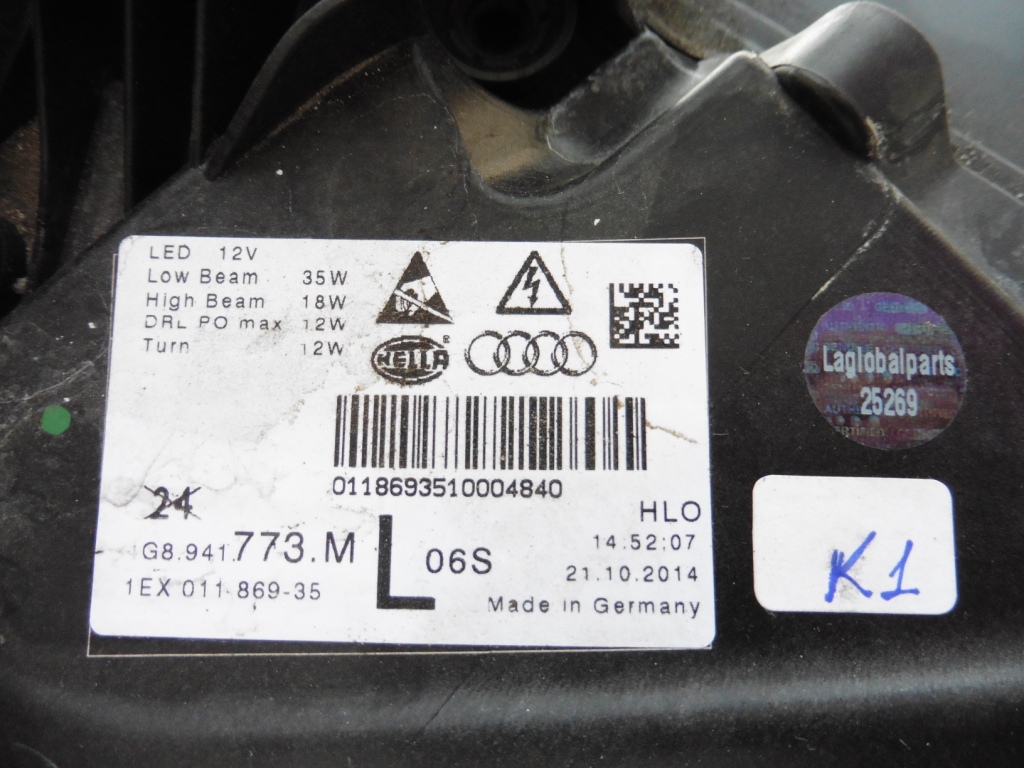 LED 12V
Low Beam 35W
High Beam 18W
DRL PO max 12W
Turn 12W
HELLA ®
0118693510004840
24
G8.941.773.M
L
06S
1EX 011 869-35
HLO
14:52:07
21.10.2014
Made in Germany
Laglobalparts
25269
K1